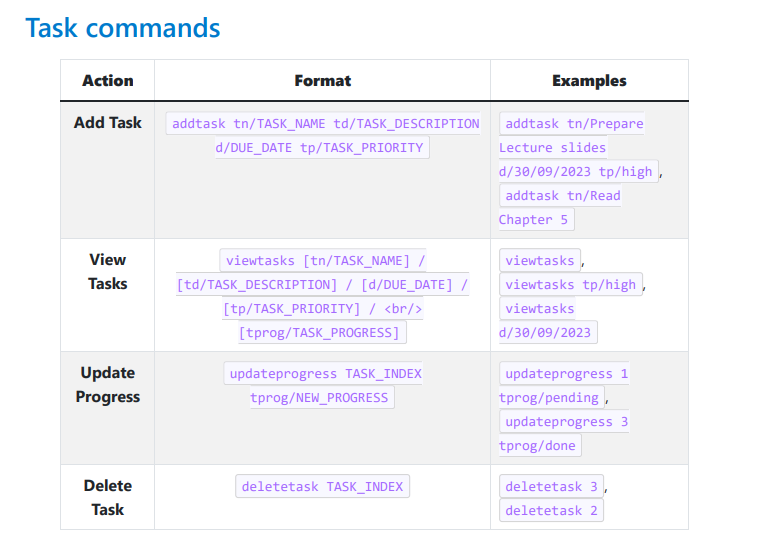 Task commands
Action Format Examples
Add Task
addtask tn/TASK_NAME td/TASK_DESCRIPTION
d/DUE_DATE tp/TASK_PRIORITY
addtask tn/Prepare
Lecture slides
d/30/09/2023 tp/high,
addtask tn/Read
Chapter 5
View
Tasks
viewtasks [tn/TASK_NAME] /
[td/TASK_DESCRIPTION] / [d/DUE_DATE] /
[tp/TASK_PRIORITY] / <br/>
[tprog/TASK_PROGRESS]
viewtasks,
viewtasks tp/high,
viewtasks
d/30/09/2023
Update
Progress
updateprogress TASK_INDEX
tprog/NEW_PROGRESS
updateprogress 1
tprog/pending,
updateprogress 3
tprog/done
Delete
Task
deletetask TASK_INDEX
deletetask 3,
deletetask 2